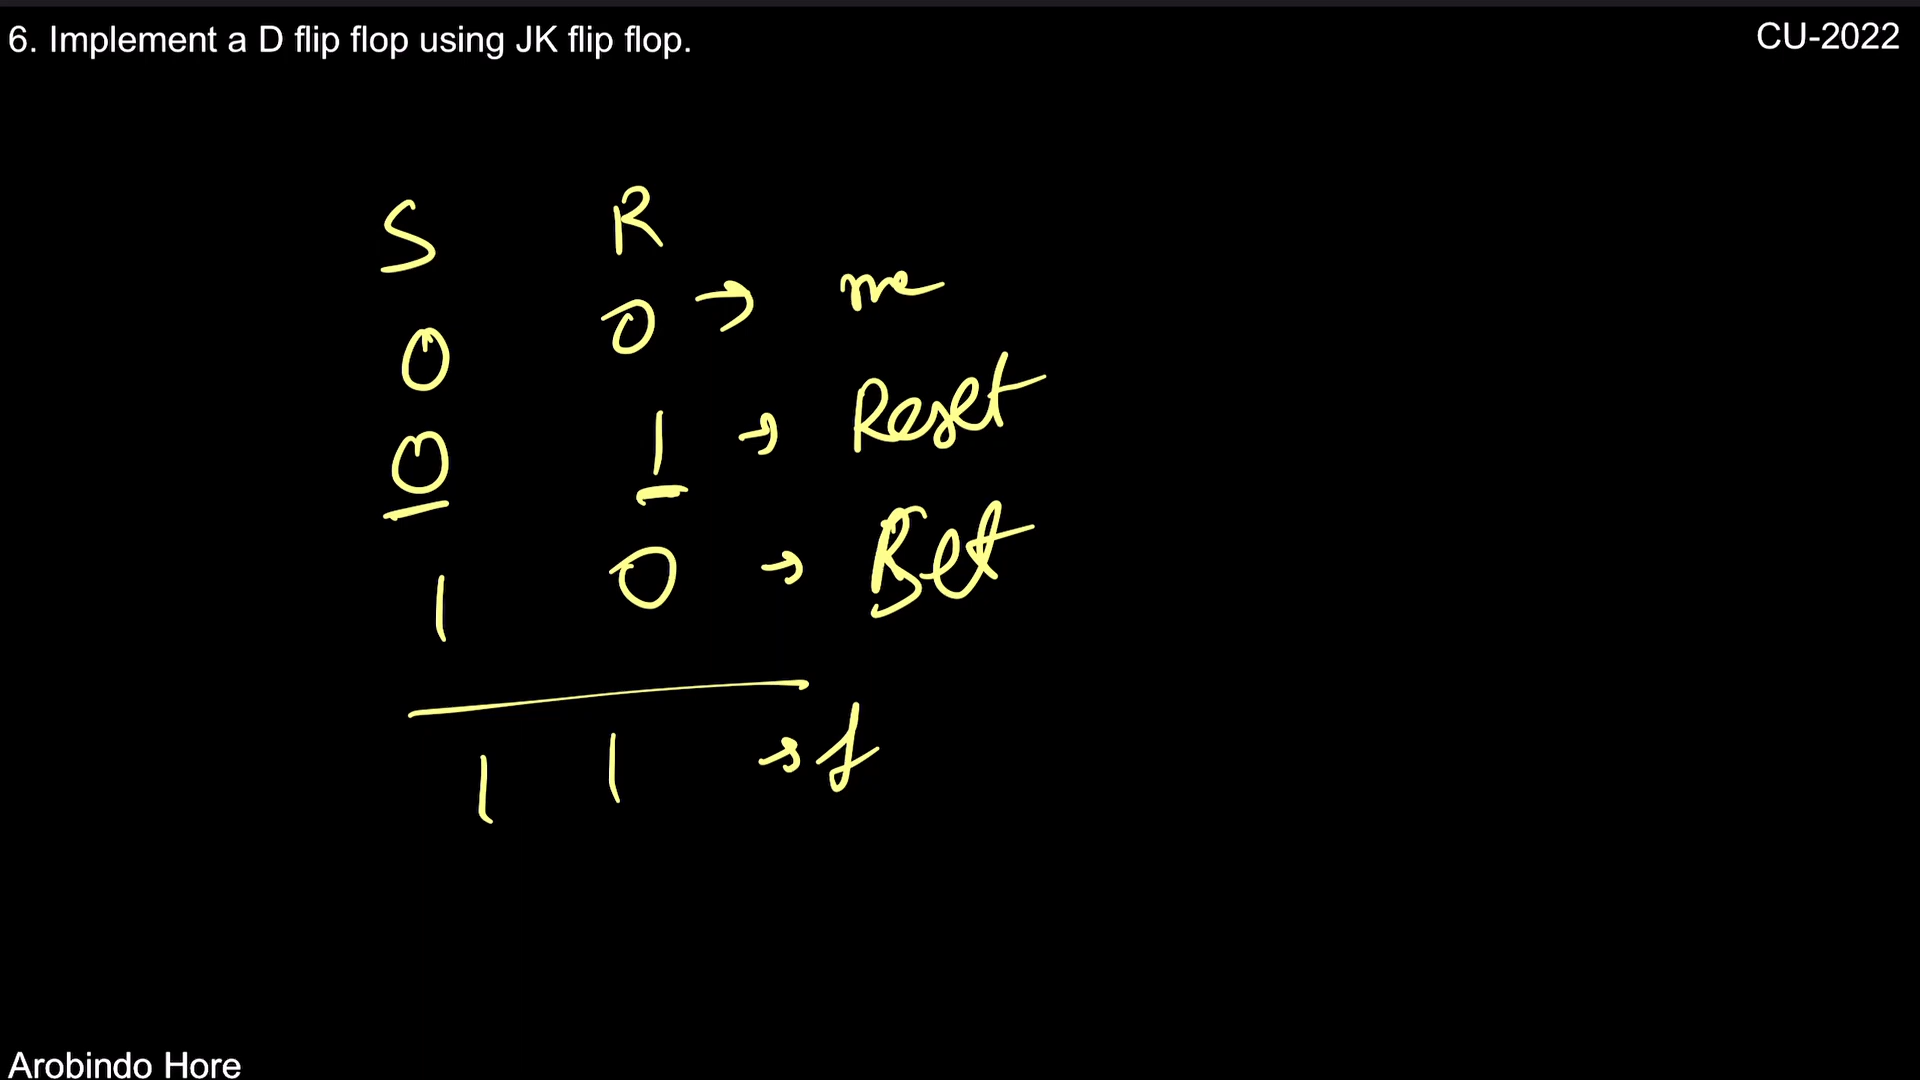 6. Implement a D flip flop using JK flip flop.
CU-2022
S R
0 0 → me
0 1 → Reset
1 0 → Set
1 1
Arobindo Hore